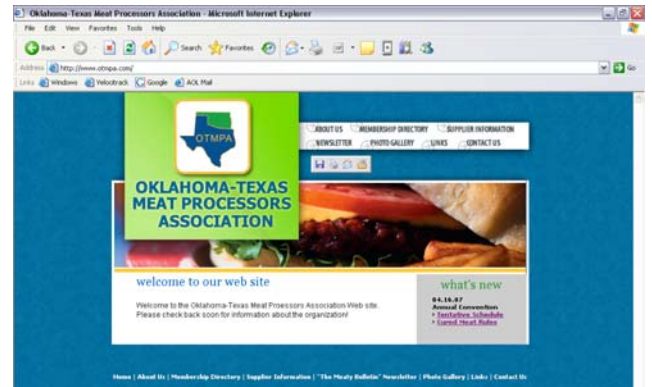 Oklahoma-Texas Meat Processors Association - Microsoft Internet Explorer
File Edit View Favorites Tools Help
Back Search Favorites
Address http://www.otmpa.com/ Go
Links Windows Velootrack Google AOL Mail
OTMPA
OKLAHOMA-TEXAS
MEAT PROCESSORS
ASSOCIATION
ABOUT US MEMBERSHIP DIRECTORY SUPPLIER INFORMATION
NEWSLETTER PHOTO GALLERY LINKS CONTACT US
welcome to our web site
Welcome to the Oklahoma-Texas Meat Proessors Association Web site.
Please check back soon for information about the organization!
what's new
04.16.07
Annual Convention
Tentative Schedule
Cured Meat Rules
Home | About Us | Membership Directory | Supplier Information | "The Meaty Bulletin" Newsletter | Photo Gallery | Links | Contact Us